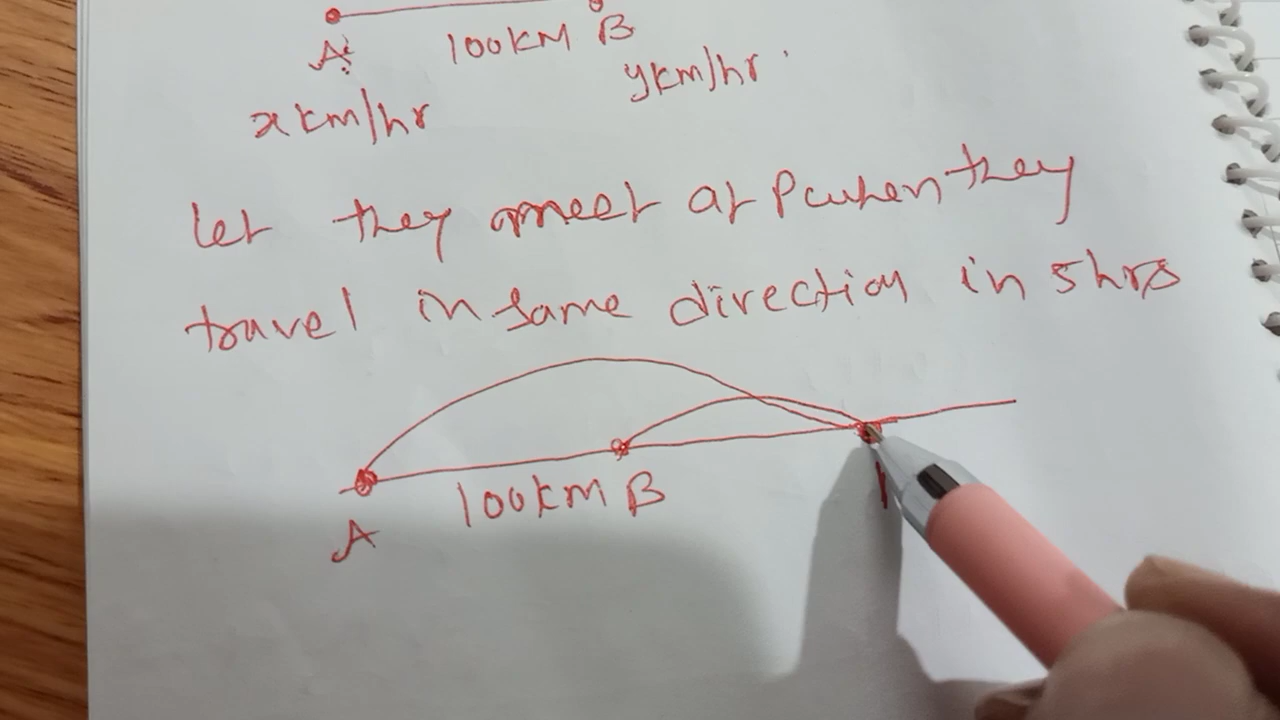 A 100KM B
xkm/hr ykm/hr
let they meet at P when they
travel in same direction in 5hrs
100KM B
A